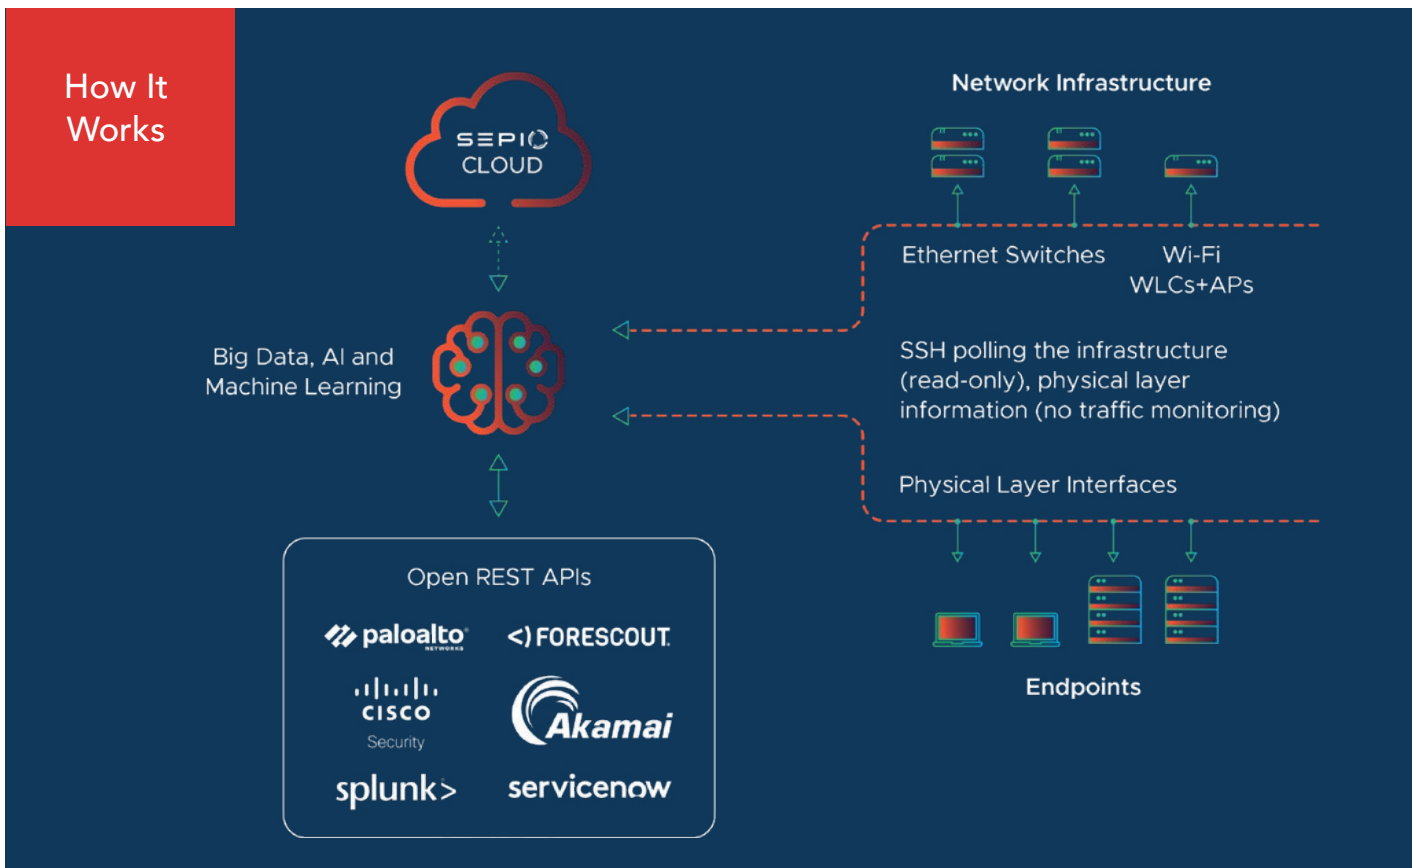 How It
Works
SEPIO
CLOUD
Big Data, AI and
Machine Learning
Open REST APIs
paloalto
NETWORKS
FORESCOUT.
CISCO
Security
Akamai
splunk>
servicenow
Network Infrastructure
Ethernet Switches
Wi-Fi
WLCs+APs
SSH polling the infrastructure
(read-only), physical layer
information (no traffic monitoring)
Physical Layer Interfaces
Endpoints